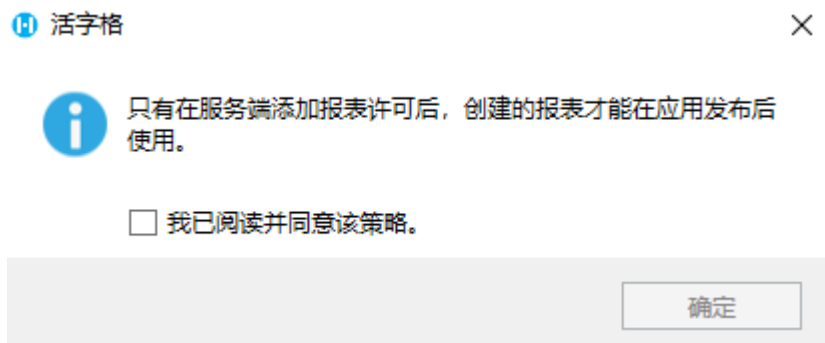 活字格
只有在服务端添加报表许可后，创建的报表才能在应用发布后
使用。
我已阅读并同意该策略。
确定